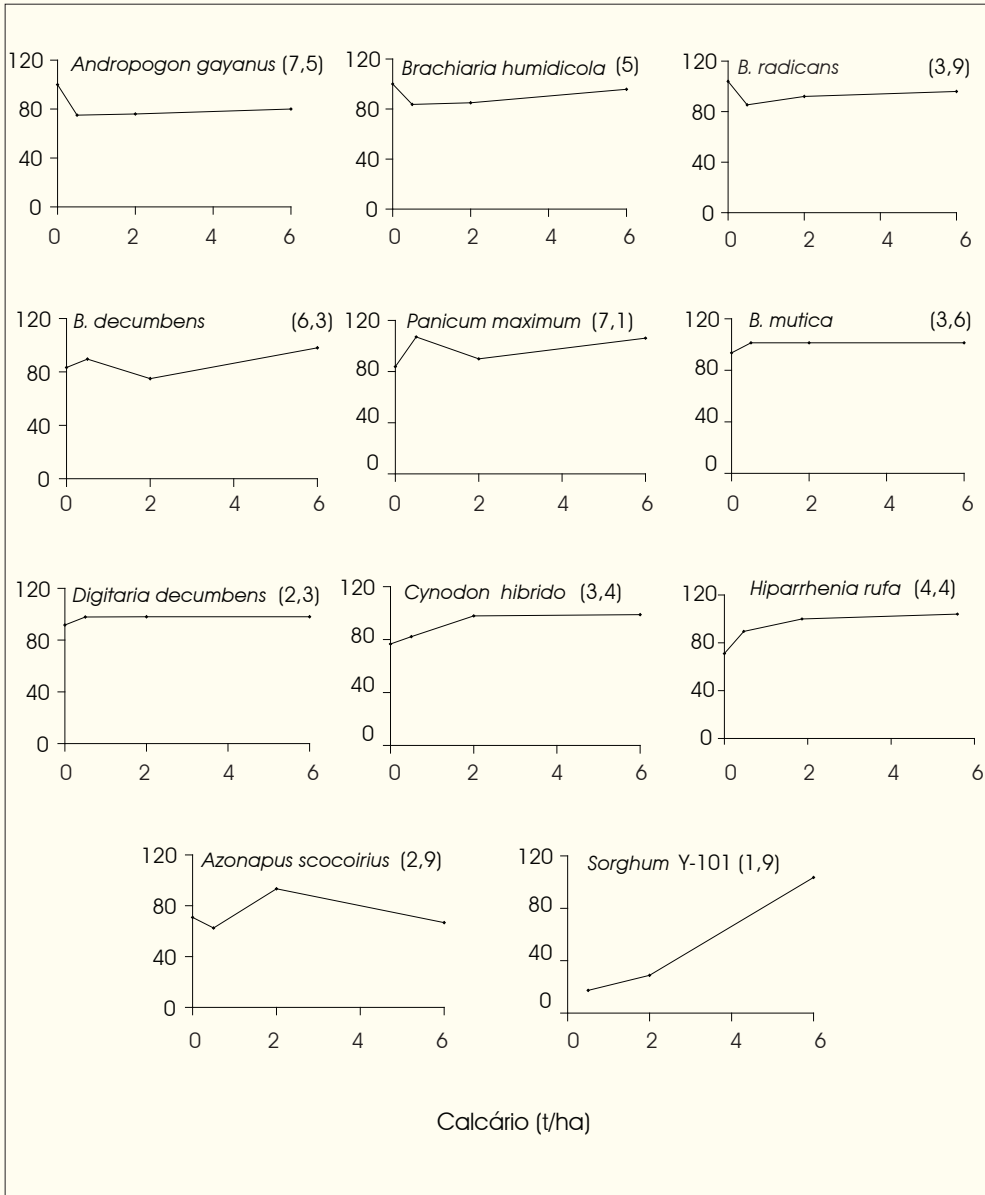 Andropogon gayanus (7,5)
120
80
40
0
0 2 4 6
Brachiaria humidicola (5)
120
80
40
0
0 2 4 6
B. radicans (3,9)
120
80
40
0
0 2 4 6
B. decumbens (6,3)
120
80
40
0
0 2 4 6
Panicum maximum (7,1)
120
80
40
0
0 2 4 6
B. mutica (3,6)
120
80
40
0
0 2 4 6
Digitaria decumbens (2,3)
120
80
40
0
0 2 4 6
Cynodon hibrido (3,4)
120
80
40
0
0 2 4 6
Hiparrhenia rufa (4,4)
120
80
40
0
0 2 4 6
Azonapus scocoirius (2,9)
120
80
40
0
0 2 4 6
Sorghum Y-101 (1,9)
120
80
40
0
0 2 4 6
Calcário (t/ha)